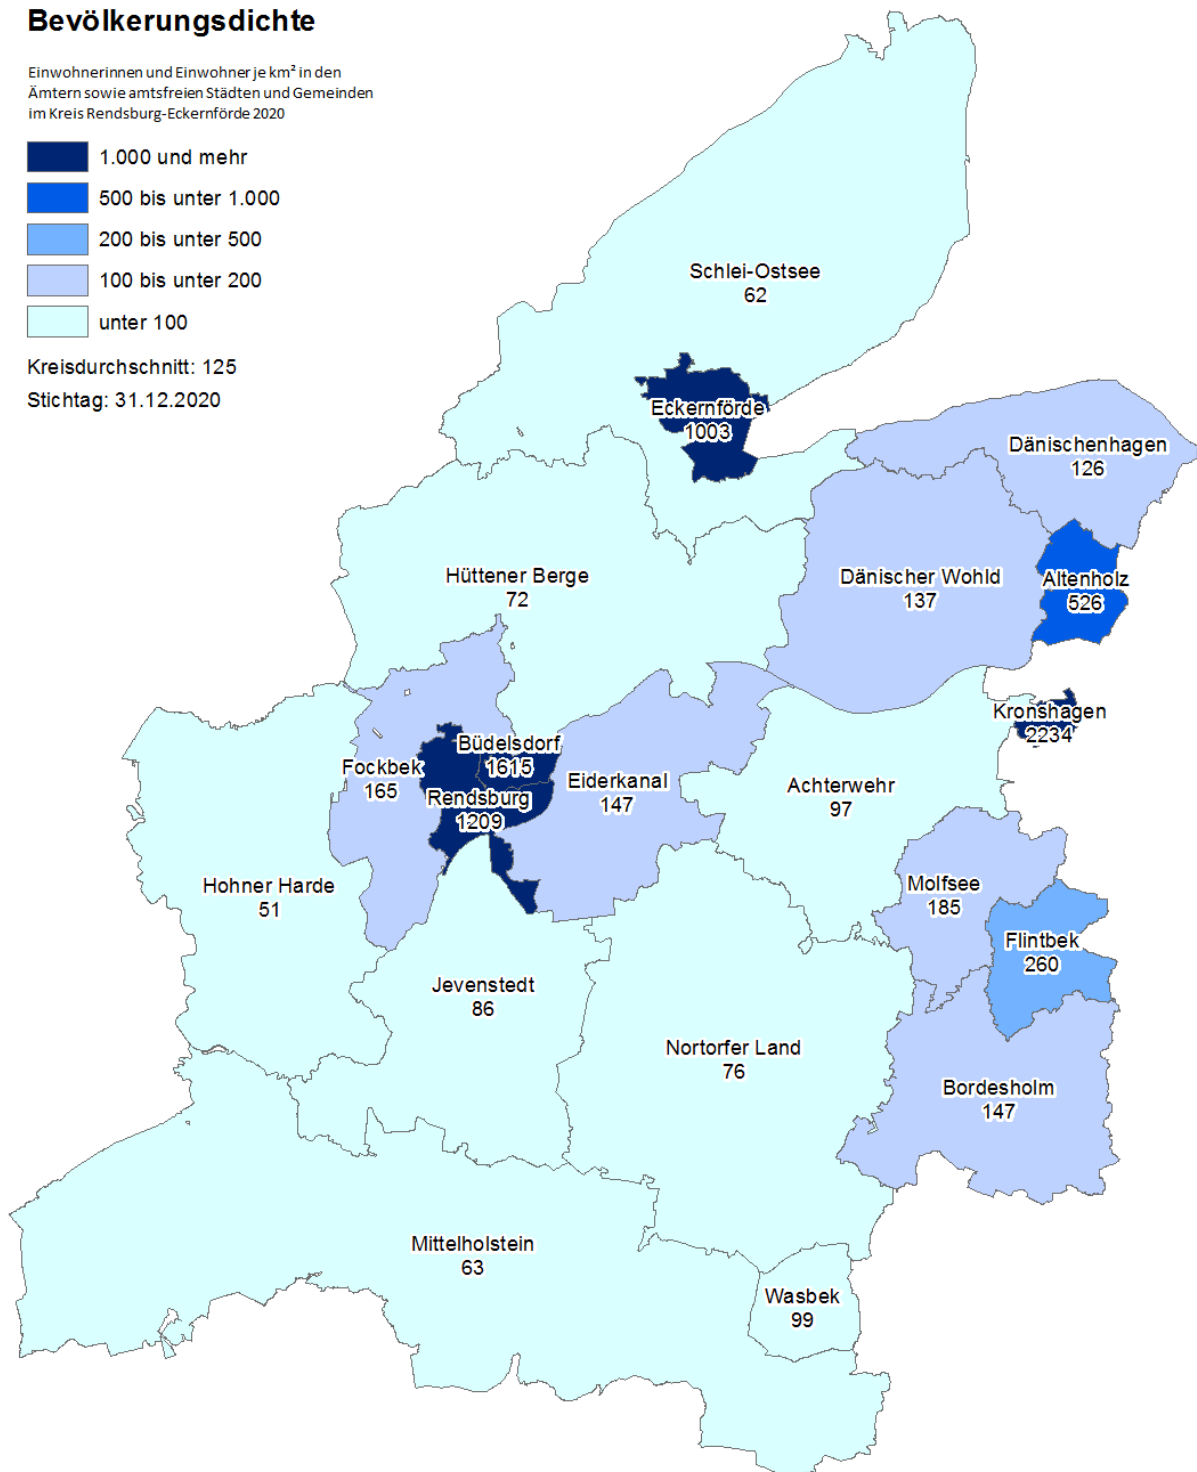 Bevölkerungsdichte
Einwohnerinnen und Einwohner je km² in den
Ämtern sowie amtsfreien Städten und Gemeinden
im Kreis Rendsburg-Eckernförde 2020
1.000 und mehr
500 bis unter 1.000
200 bis unter 500
100 bis unter 200
unter 100
Kreisdurchschnitt: 125
Stichtag: 31.12.2020
Schlei-Ostsee
62
Eckernförde
1003
Dänischenhagen
126
Hüttener Berge
72
Dänischer Wohld
137
Altenholz
526
Kronshagen
2234
Büdelsdorf
1615
Fockbek
165
Rendsburg
1209
Eiderkanal
147
Achterwehr
97
Hohner Harde
51
Molfsee
185
Flintbek
260
Jevenstedt
86
Nortorfer Land
76
Bordesholm
147
Mittelholstein
63
Wasbek
99